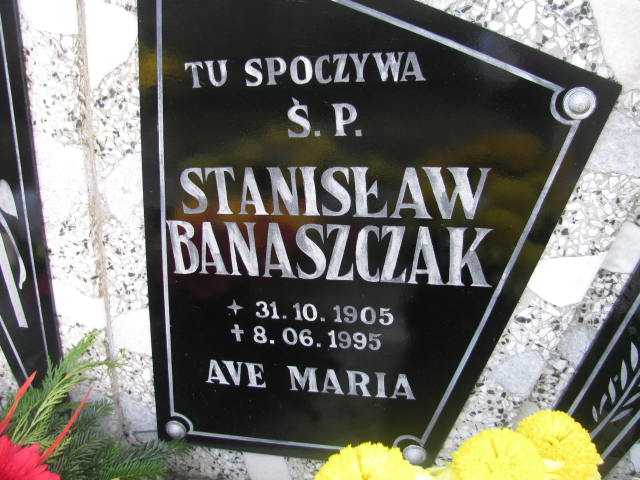 TU SPOCZYWA
Ś. P.
STANISŁAW
BANASZCZAK
✧ 31. 10. 1905
✝ 8. 06. 1995
AVE MARIA